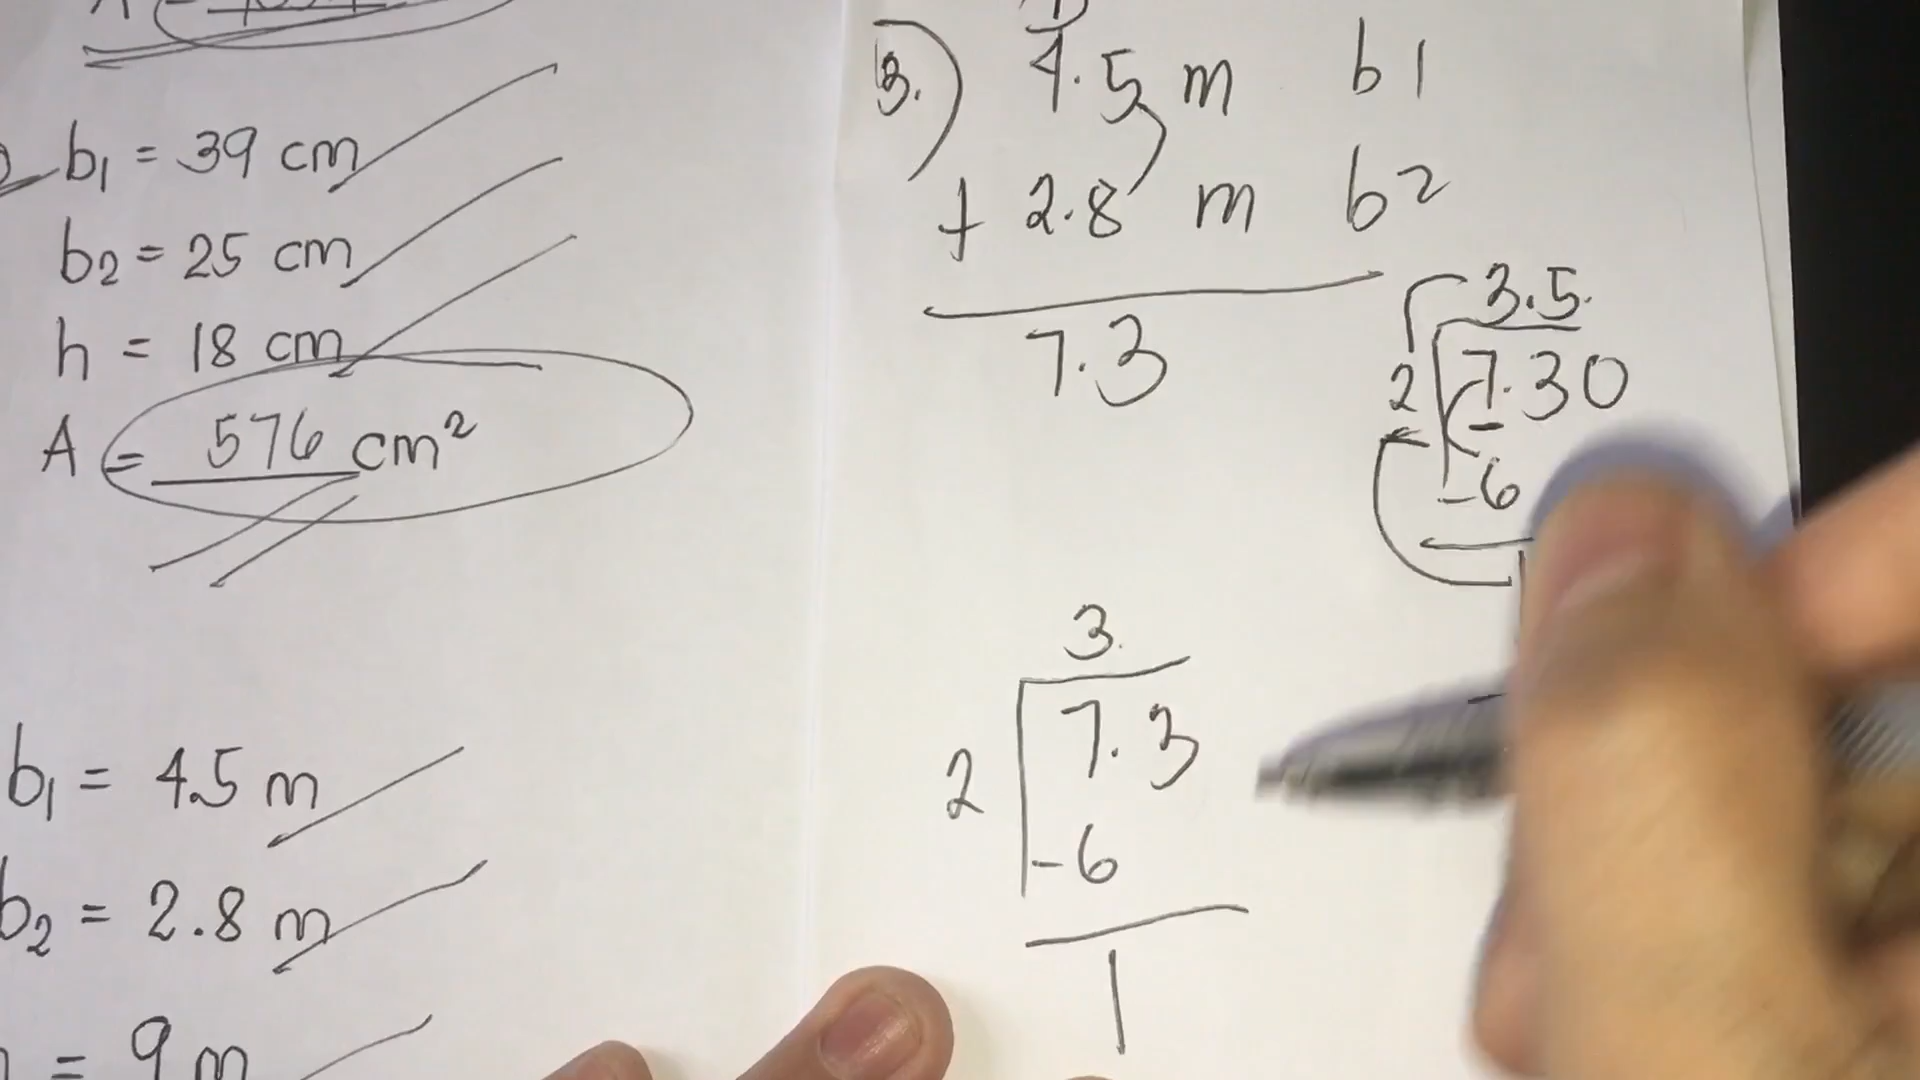 b₁ = 39 cm
b₂ = 25 cm
h = 18 cm
A = 576 cm²
b₁ = 4.5 m
b₂ = 2.8 m
= 9 m
3.) 4.5 m b1
+ 2.8 m b2
7.3
3.5
2 7.30
-6
1
3.
2 7.3
-6
1